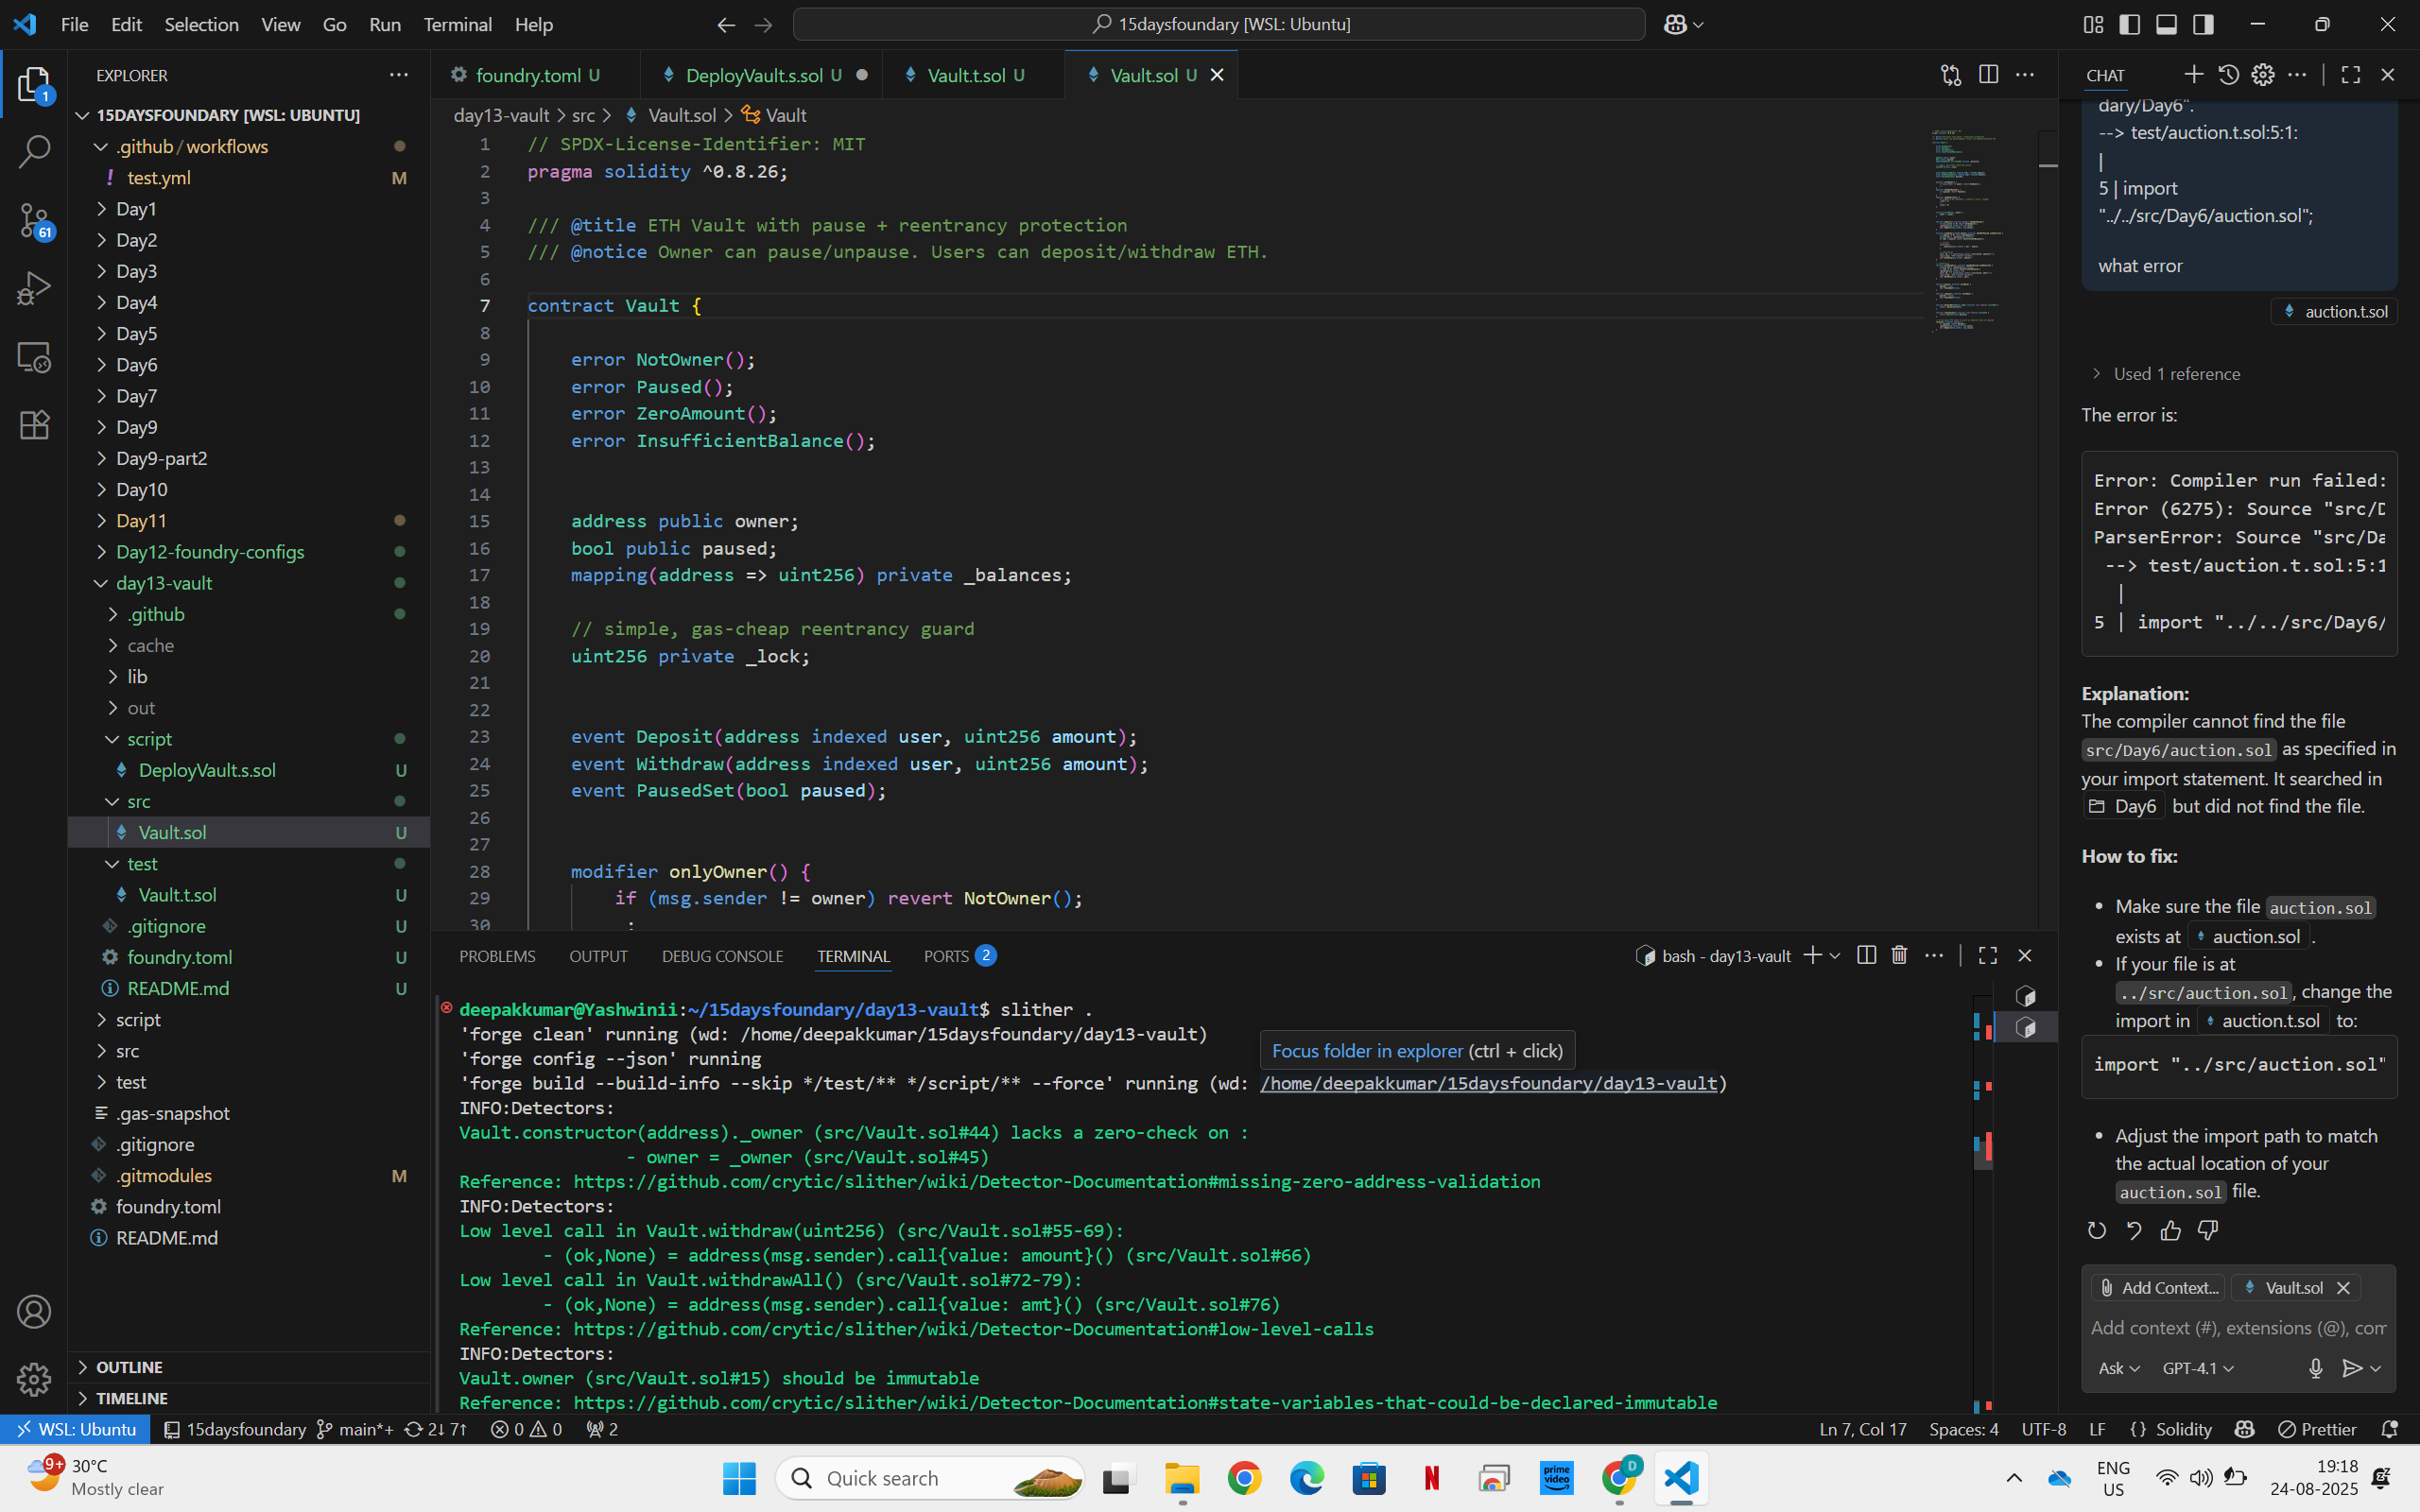 File Edit Selection View Go Run Terminal Help
15daysfoundary [WSL: Ubuntu]
EXPLORER
15DAYSFOUNDARY [WSL: UBUNTU]
.github / workflows
test.yml M
Day1
Day2
Day3
Day4
Day5
Day6
Day7
Day9
Day9-part2
Day10
Day11
Day12-foundry-configs
day13-vault
.github
cache
lib
out
script
DeployVault.s.sol U
src
Vault.sol U
test
Vault.t.sol U
.gitignore U
foundry.toml U
README.md U
script
src
test
.gas-snapshot
.gitignore
.gitmodules M
foundry.toml
README.md
OUTLINE
TIMELINE
1
61
foundry.toml U
DeployVault.s.sol U
Vault.t.sol U
Vault.sol U
day13-vault > src > Vault.sol > Vault
1 // SPDX-License-Identifier: MIT
2 pragma solidity ^0.8.26;
3
4 /// @title ETH Vault with pause + reentrancy protection
5 /// @notice Owner can pause/unpause. Users can deposit/withdraw ETH.
6
7 contract Vault {
8
9 error NotOwner();
10 error Paused();
11 error ZeroAmount();
12 error InsufficientBalance();
13
14
15 address public owner;
16 bool public paused;
17 mapping(address => uint256) private _balances;
18
19 // simple, gas-cheap reentrancy guard
20 uint256 private _lock;
21
22
23 event Deposit(address indexed user, uint256 amount);
24 event Withdraw(address indexed user, uint256 amount);
25 event PausedSet(bool paused);
26
27
28 modifier onlyOwner() {
29 if (msg.sender != owner) revert NotOwner();
30
PROBLEMS OUTPUT DEBUG CONSOLE TERMINAL PORTS 2
bash - day13-vault
deepakkumar@Yashwinii:~/15daysfoundary/day13-vault$ slither .
'forge clean' running (wd: /home/deepakkumar/15daysfoundary/day13-vault)
'forge config --json' running
Focus folder in explorer (ctrl + click)
'forge build --build-info --skip */test/** */script/** --force' running (wd: /home/deepakkumar/15daysfoundary/day13-vault)
INFO:Detectors:
Vault.constructor(address)._owner (src/Vault.sol#44) lacks a zero-check on :
- owner = _owner (src/Vault.sol#45)
Reference: https://github.com/crytic/slither/wiki/Detector-Documentation#missing-zero-address-validation
INFO:Detectors:
Low level call in Vault.withdraw(uint256) (src/Vault.sol#55-69):
- (ok,None) = address(msg.sender).call{value: amount}() (src/Vault.sol#66)
Low level call in Vault.withdrawAll() (src/Vault.sol#72-79):
- (ok,None) = address(msg.sender).call{value: amt}() (src/Vault.sol#76)
Reference: https://github.com/crytic/slither/wiki/Detector-Documentation#low-level-calls
INFO:Detectors:
Vault.owner (src/Vault.sol#15) should be immutable
Reference: https://github.com/crytic/slither/wiki/Detector-Documentation#state-variables-that-could-be-declared-immutable
CHAT
dary/Day6".
--> test/auction.t.sol:5:1:
|
5 | import
"../../src/Day6/auction.sol";
what error
auction.t.sol
Used 1 reference
The error is:
Error: Compiler run failed:
Error (6275): Source "src/D
ParserError: Source "src/Da
--> test/auction.t.sol:5:1
|
5 | import "../../src/Day6/
Explanation:
The compiler cannot find the file
src/Day6/auction.sol as specified in
your import statement. It searched in
Day6 but did not find the file.
How to fix:
• Make sure the file auction.sol
exists at auction.sol .
• If your file is at
../src/auction.sol, change the
import in auction.t.sol to:
import "../src/auction.sol"
• Adjust the import path to match
the actual location of your
auction.sol file.
Add Context... Vault.sol
Add context (#), extensions (@), com
Ask GPT-4.1
WSL: Ubuntu 15daysfoundary main*+ 2↓ 7↑ 0 0 2 Ln 7, Col 17 Spaces: 4 UTF-8 LF {} Solidity Prettier
9+
30°C
Mostly clear
Quick search
prime video
N
D
ENG
US
19:18
24-08-2025